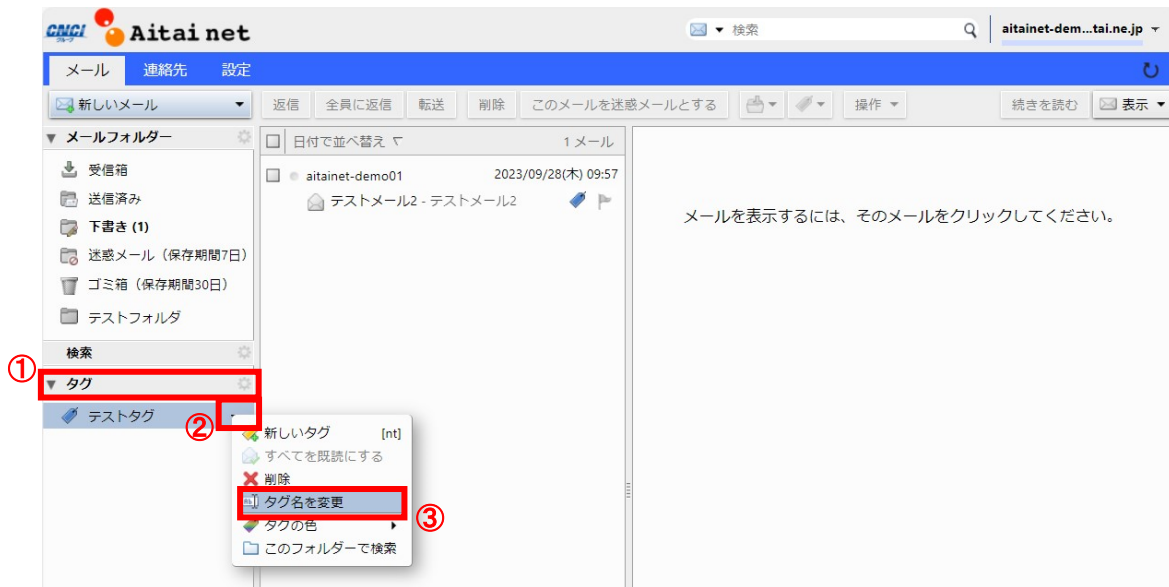 CNCI グループ Aitai net
検索
aitainet-dem...tai.ne.jp
メール 連絡先 設定
新しいメール
返信 全員に返信 転送 削除 このメールを迷惑メールとする 操作 続きを読む 表示
メールフォルダー
日付で並べ替え 1 メール
受信箱
aitainet-demo01 2023/09/28(木) 09:57
送信済み
テストメール2 - テストメール2
下書き (1)
メールを表示するには、そのメールをクリックしてください。
迷惑メール（保存期間7日）
ゴミ箱（保存期間30日）
テストフォルダ
検索
①
タグ
テストタグ
②
新しいタグ [nt]
すべてを既読にする
削除
タグ名を変更
③
タグの色
このフォルダーで検索